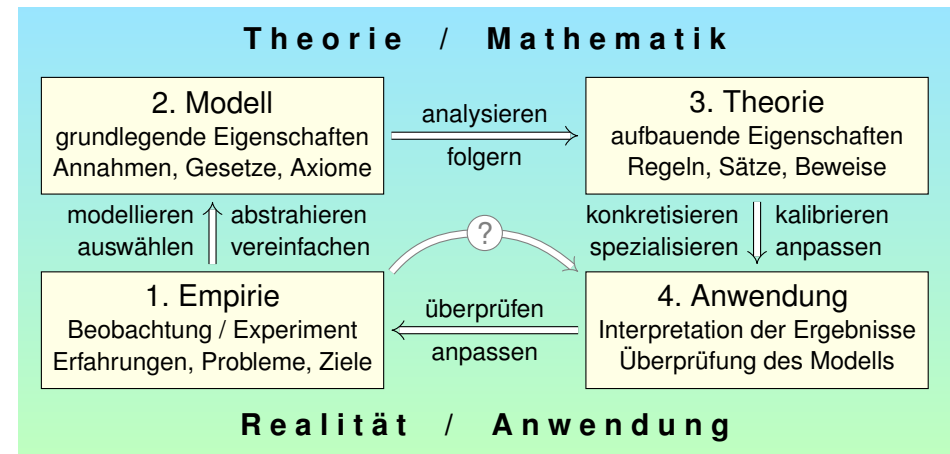 Theorie / Mathematik
2. Modell
grundlegende Eigenschaften
Annahmen, Gesetze, Axiome
analysieren
folgern
3. Theorie
aufbauende Eigenschaften
Regeln, Sätze, Beweise
modellieren
auswählen
abstrahieren
vereinfachen
?
konkretisieren
spezialisieren
kalibrieren
anpassen
1. Empirie
Beobachtung / Experiment
Erfahrungen, Probleme, Ziele
überprüfen
anpassen
4. Anwendung
Interpretation der Ergebnisse
Überprüfung des Modells
Realität / Anwendung